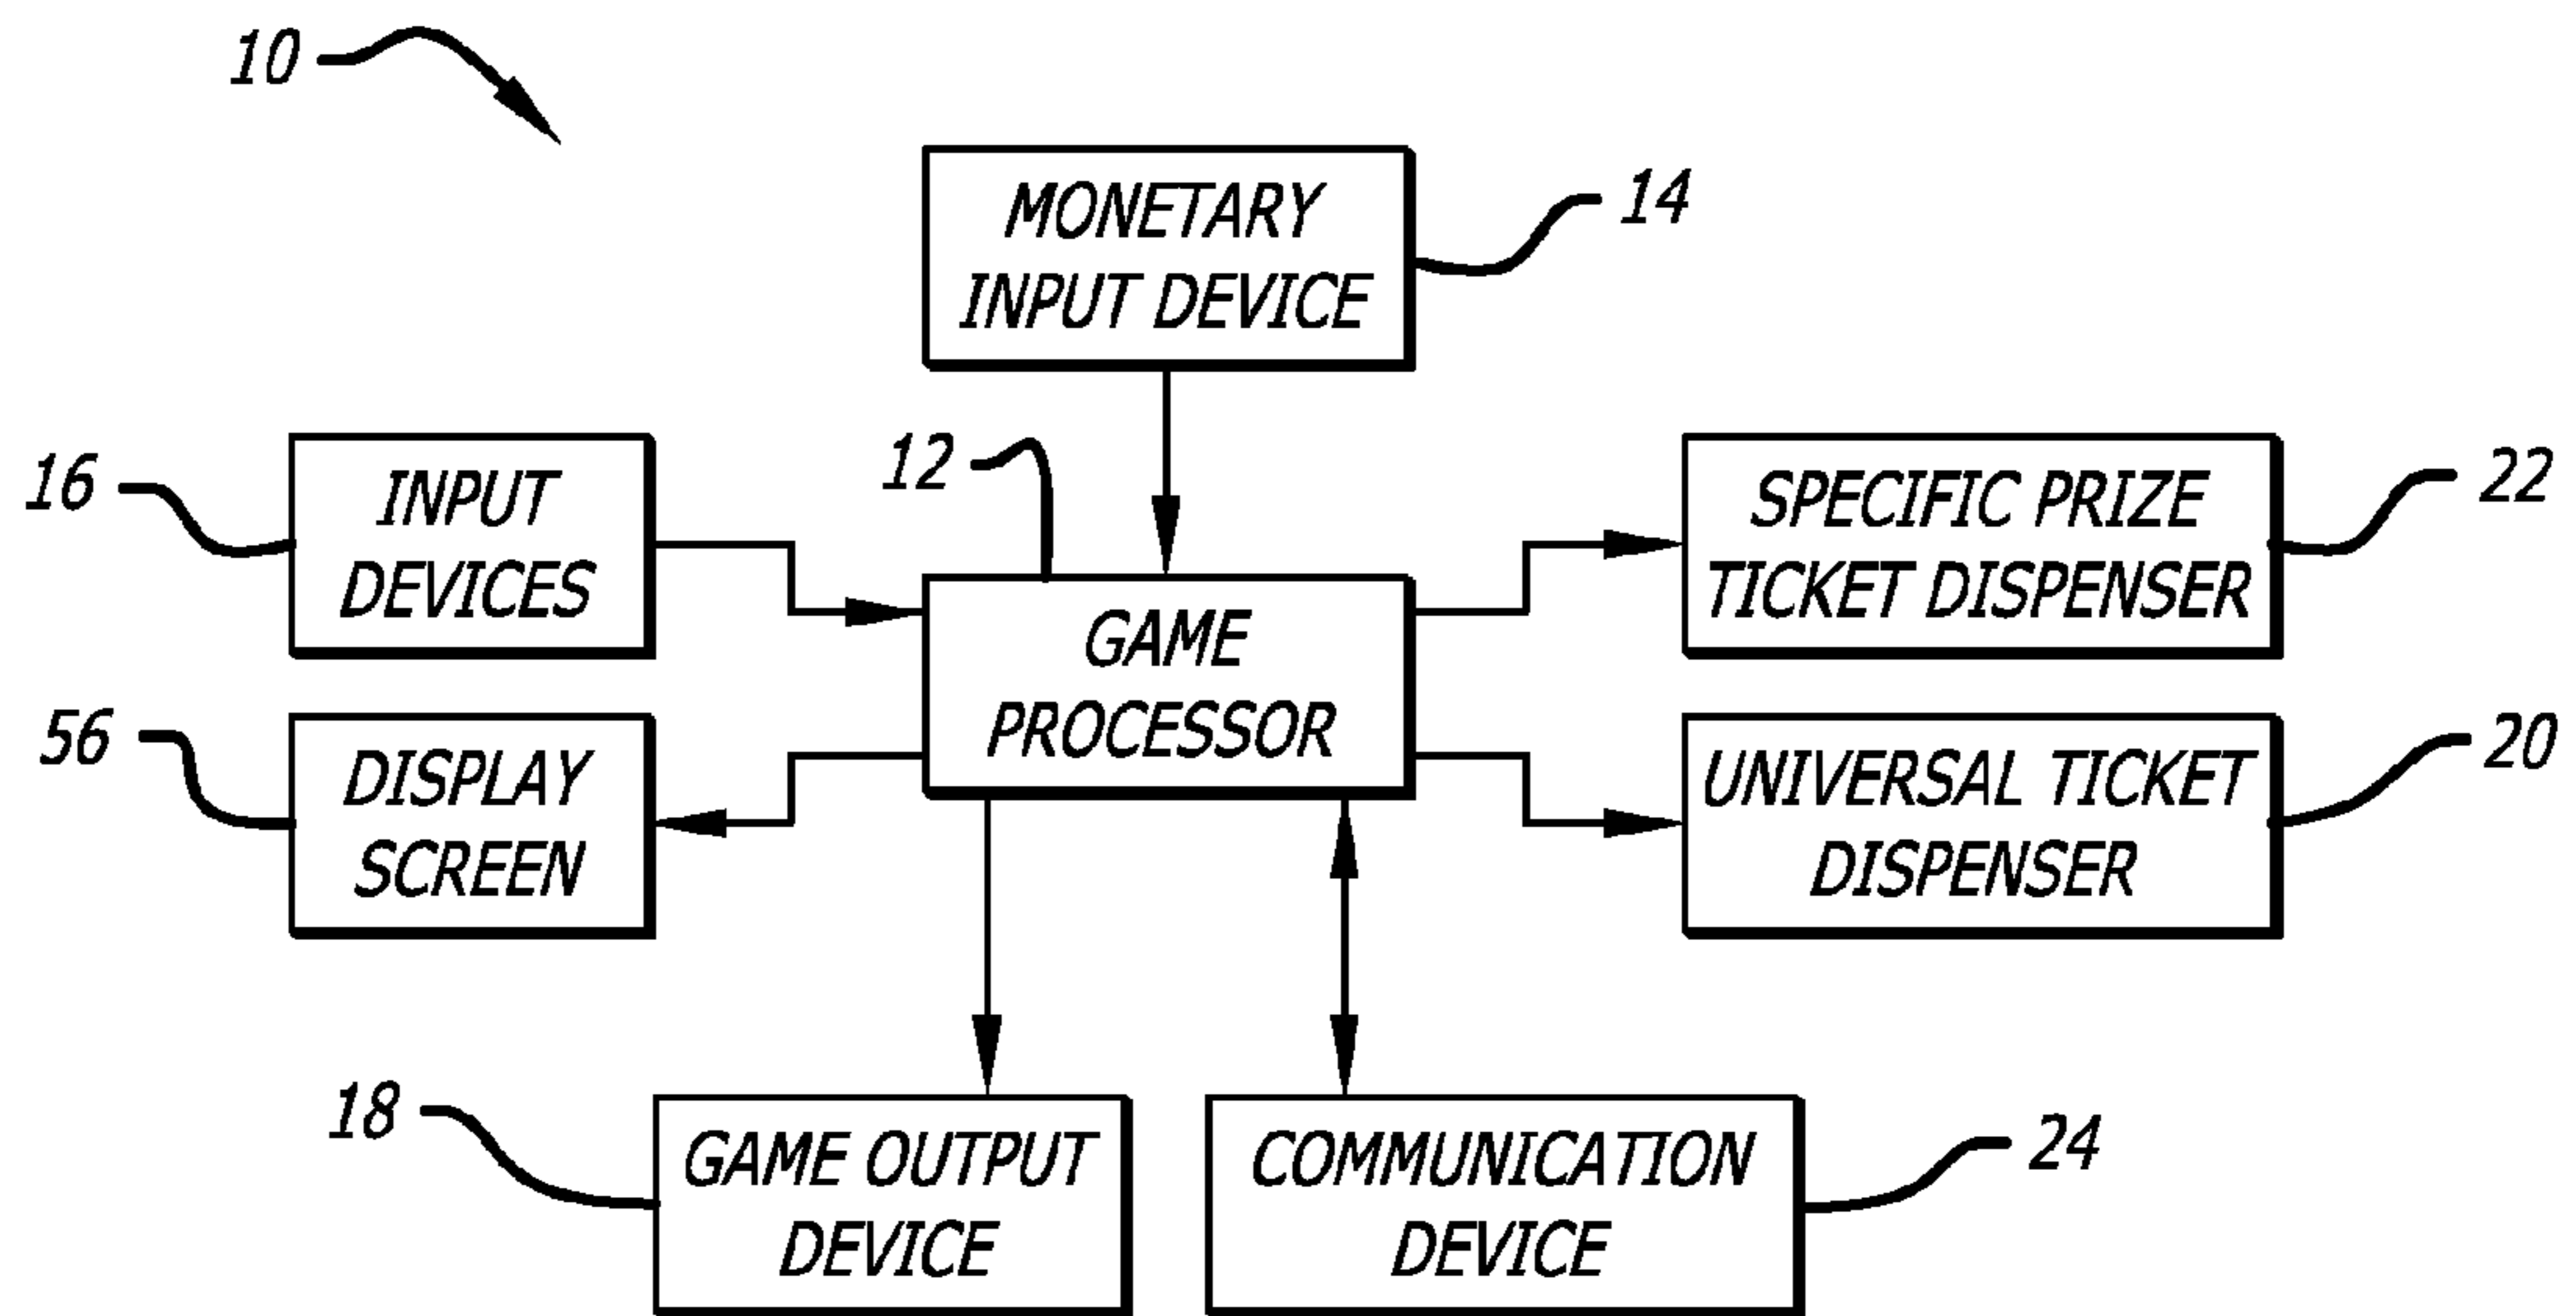 10
MONETARY
INPUT DEVICE
14
16
INPUT
DEVICES
12
GAME
PROCESSOR
SPECIFIC PRIZE
TICKET DISPENSER
22
56
DISPLAY
SCREEN
UNIVERSAL TICKET
DISPENSER
20
18
GAME OUTPUT
DEVICE
COMMUNICATION
DEVICE
24